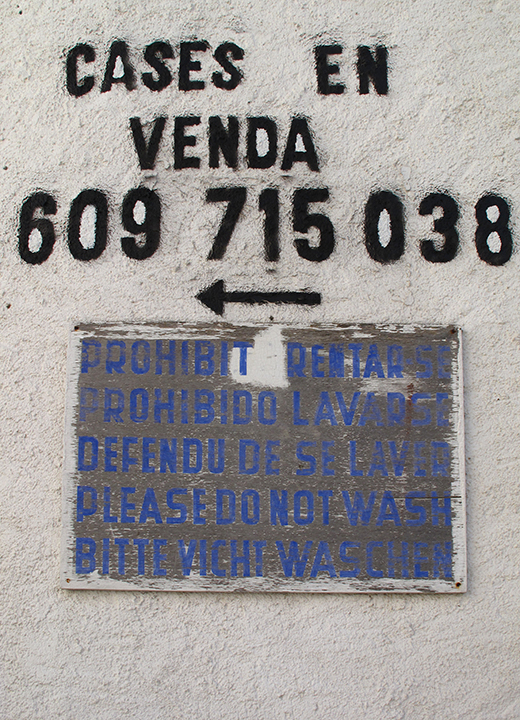 CASES EN
VENDA
609 715 038
PROHIBIT RENTAR-SE
PROHIBIDO LAVARSE
DEFENDU DE SE LAVER
PLEASE DO NOT WASH
BITTE VICHT WASCHEN